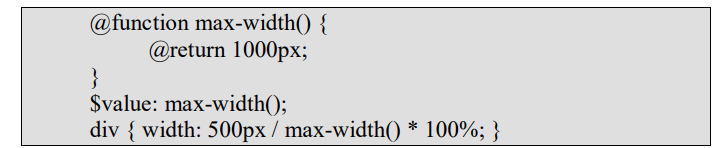 @function max-width() {
@return 1000px;
}
$value: max-width();
div { width: 500px / max-width() * 100%; }